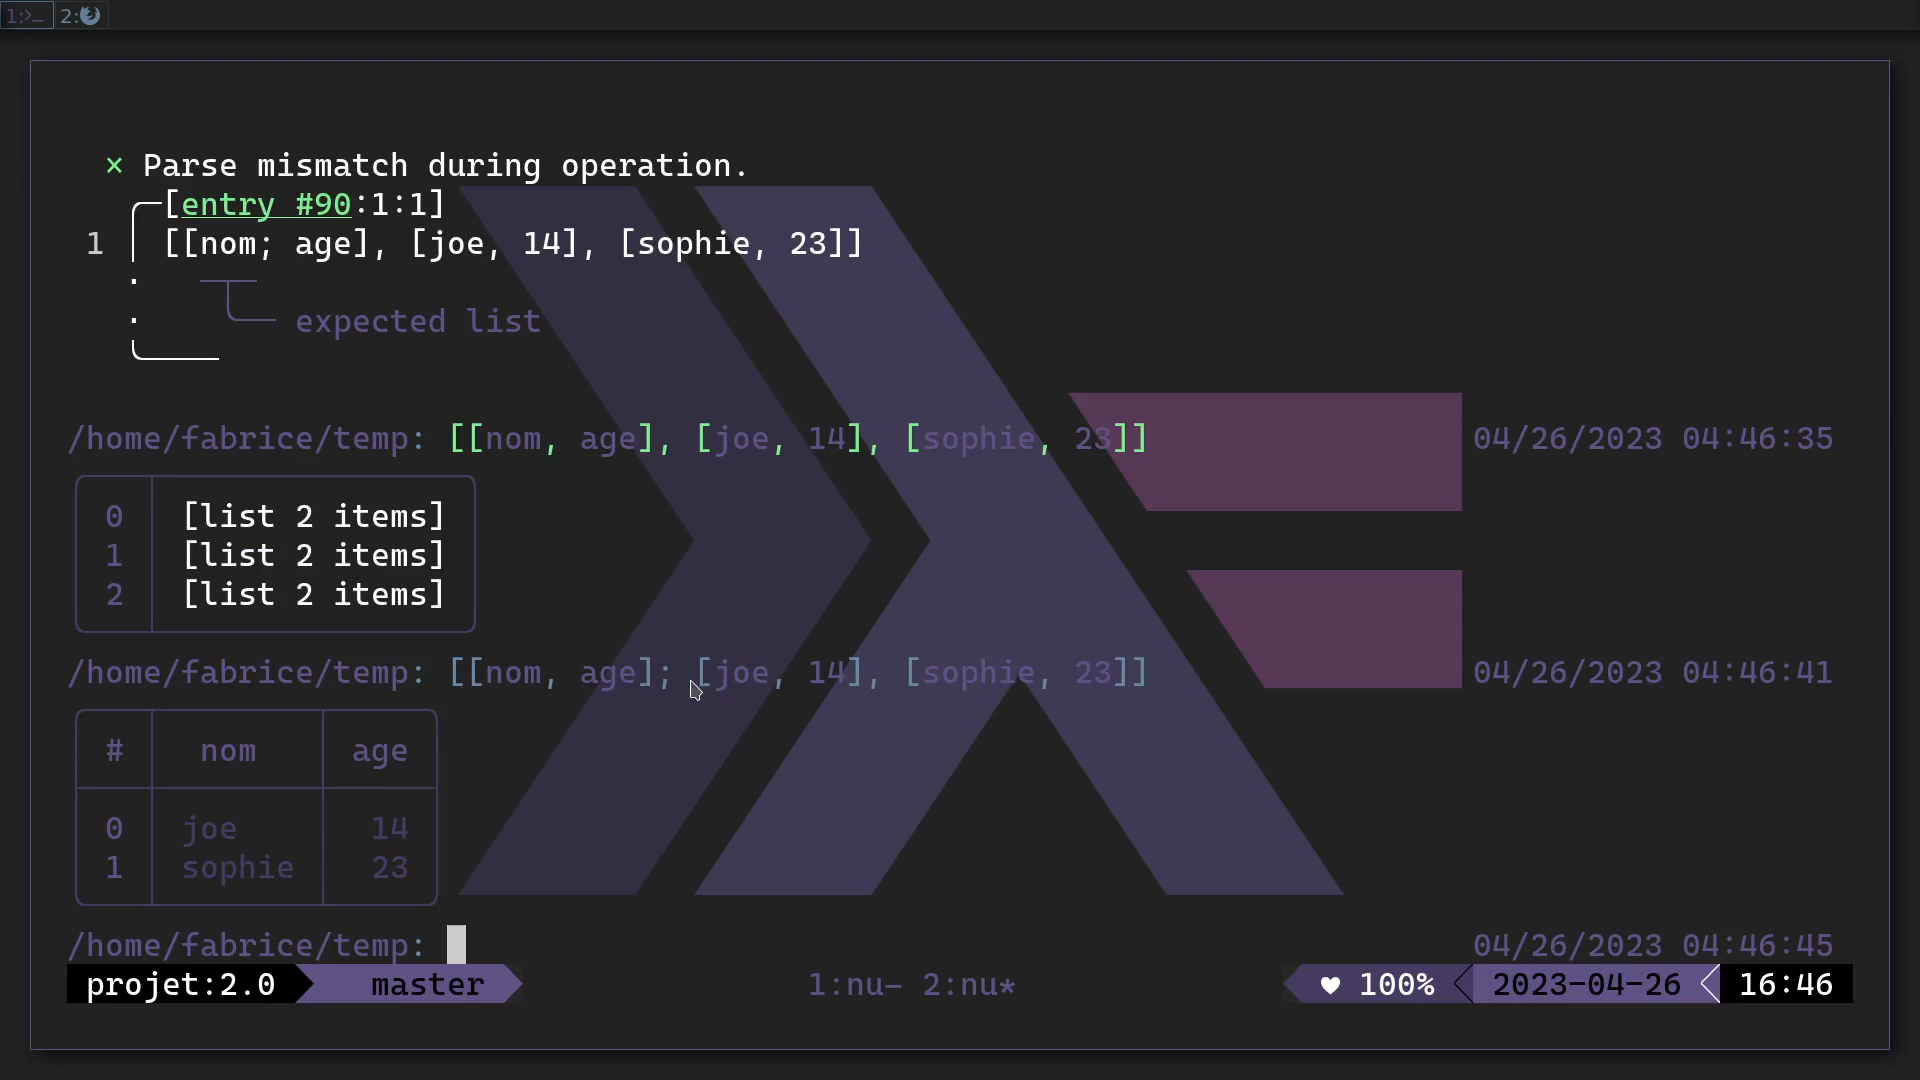 1:>_ 2:
× Parse mismatch during operation.
[entry #90:1:1]
1 [[nom; age], [joe, 14], [sophie, 23]]
expected list
/home/fabrice/temp: [[nom, age], [joe, 14], [sophie, 23]] 04/26/2023 04:46:35
0 [list 2 items]
1 [list 2 items]
2 [list 2 items]
/home/fabrice/temp: [[nom, age]; [joe, 14], [sophie, 23]] 04/26/2023 04:46:41
# nom age
0 joe 14
1 sophie 23
/home/fabrice/temp: 04/26/2023 04:46:45
projet:2.0 master 1:nu- 2:nu* ♥ 100% 2023-04-26 16:46